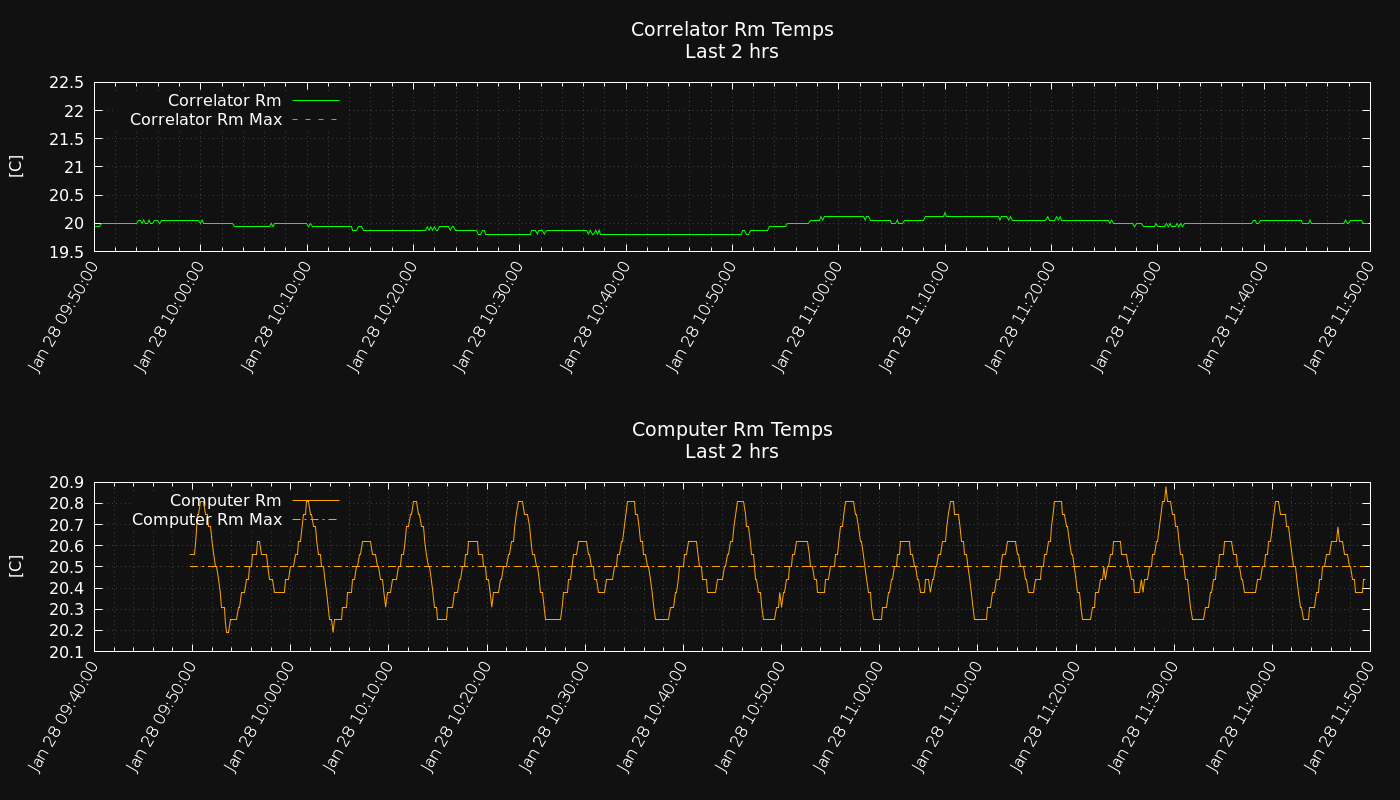 Correlator Rm Temps
Last 2 hrs
22.5
22
21.5
21
20.5
20
19.5
[C]
Correlator Rm
Correlator Rm Max
Jan 28 09:50:00
Jan 28 10:00:00
Jan 28 10:10:00
Jan 28 10:20:00
Jan 28 10:30:00
Jan 28 10:40:00
Jan 28 10:50:00
Jan 28 11:00:00
Jan 28 11:10:00
Jan 28 11:20:00
Jan 28 11:30:00
Jan 28 11:40:00
Jan 28 11:50:00
Computer Rm Temps
Last 2 hrs
20.9
20.8
20.7
20.6
20.5
20.4
20.3
20.2
20.1
[C]
Computer Rm
Computer Rm Max
Jan 28 09:40:00
Jan 28 09:50:00
Jan 28 10:00:00
Jan 28 10:10:00
Jan 28 10:20:00
Jan 28 10:30:00
Jan 28 10:40:00
Jan 28 10:50:00
Jan 28 11:00:00
Jan 28 11:10:00
Jan 28 11:20:00
Jan 28 11:30:00
Jan 28 11:40:00
Jan 28 11:50:00